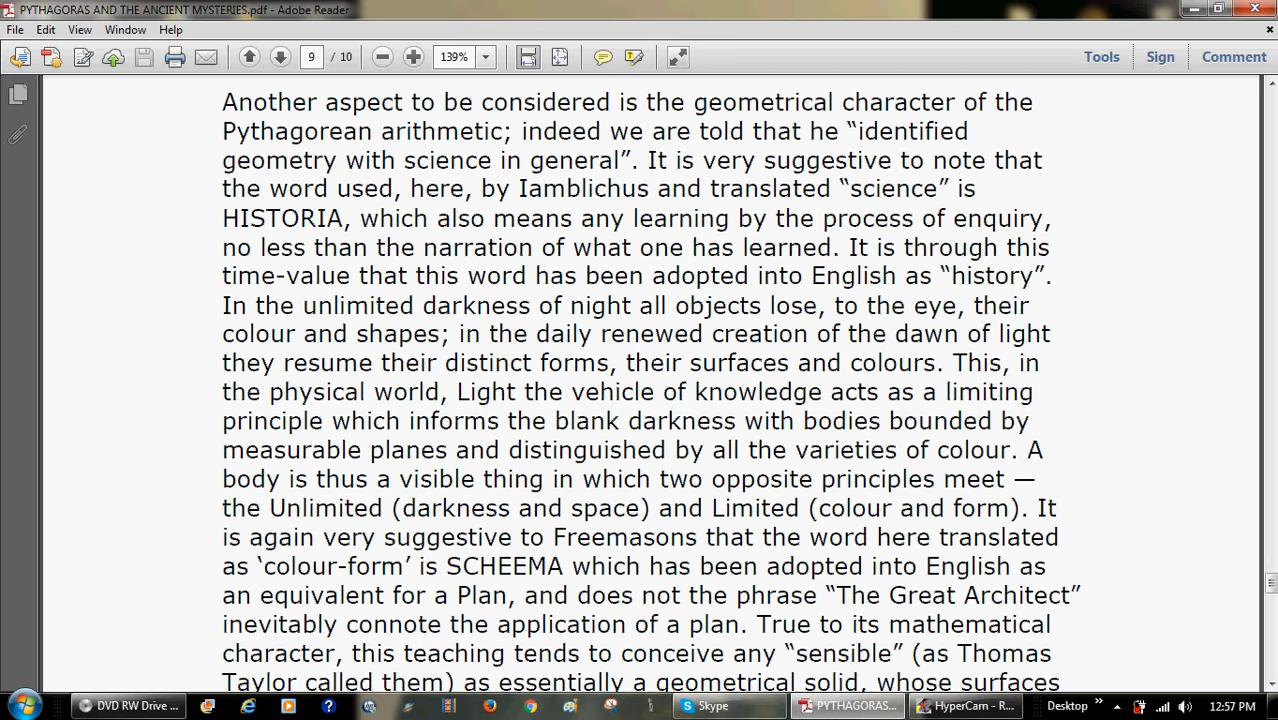 PYTHAGORAS AND THE ANCIENT MYSTERIES.pdf - Adobe Reader
File Edit View Window Help
9 / 10 139% Tools Sign Comment
Another aspect to be considered is the geometrical character of the
Pythagorean arithmetic; indeed we are told that he “identified
geometry with science in general”. It is very suggestive to note that
the word used, here, by Iamblichus and translated “science” is
HISTORIA, which also means any learning by the process of enquiry,
no less than the narration of what one has learned. It is through this
time-value that this word has been adopted into English as “history”.
In the unlimited darkness of night all objects lose, to the eye, their
colour and shapes; in the daily renewed creation of the dawn of light
they resume their distinct forms, their surfaces and colours. This, in
the physical world, Light the vehicle of knowledge acts as a limiting
principle which informs the blank darkness with bodies bounded by
measurable planes and distinguished by all the varieties of colour. A
body is thus a visible thing in which two opposite principles meet —
the Unlimited (darkness and space) and Limited (colour and form). It
is again very suggestive to Freemasons that the word here translated
as ‘colour-form’ is SCHEEMA which has been adopted into English as
an equivalent for a Plan, and does not the phrase “The Great Architect”
inevitably connote the application of a plan. True to its mathematical
character, this teaching tends to conceive any “sensible” (as Thomas
Taylor called them) as essentially a geometrical solid, whose surfaces
DVD RW Drive ... Skype PYTHAGORAS... HyperCam - R... Desktop » 12:57 PM